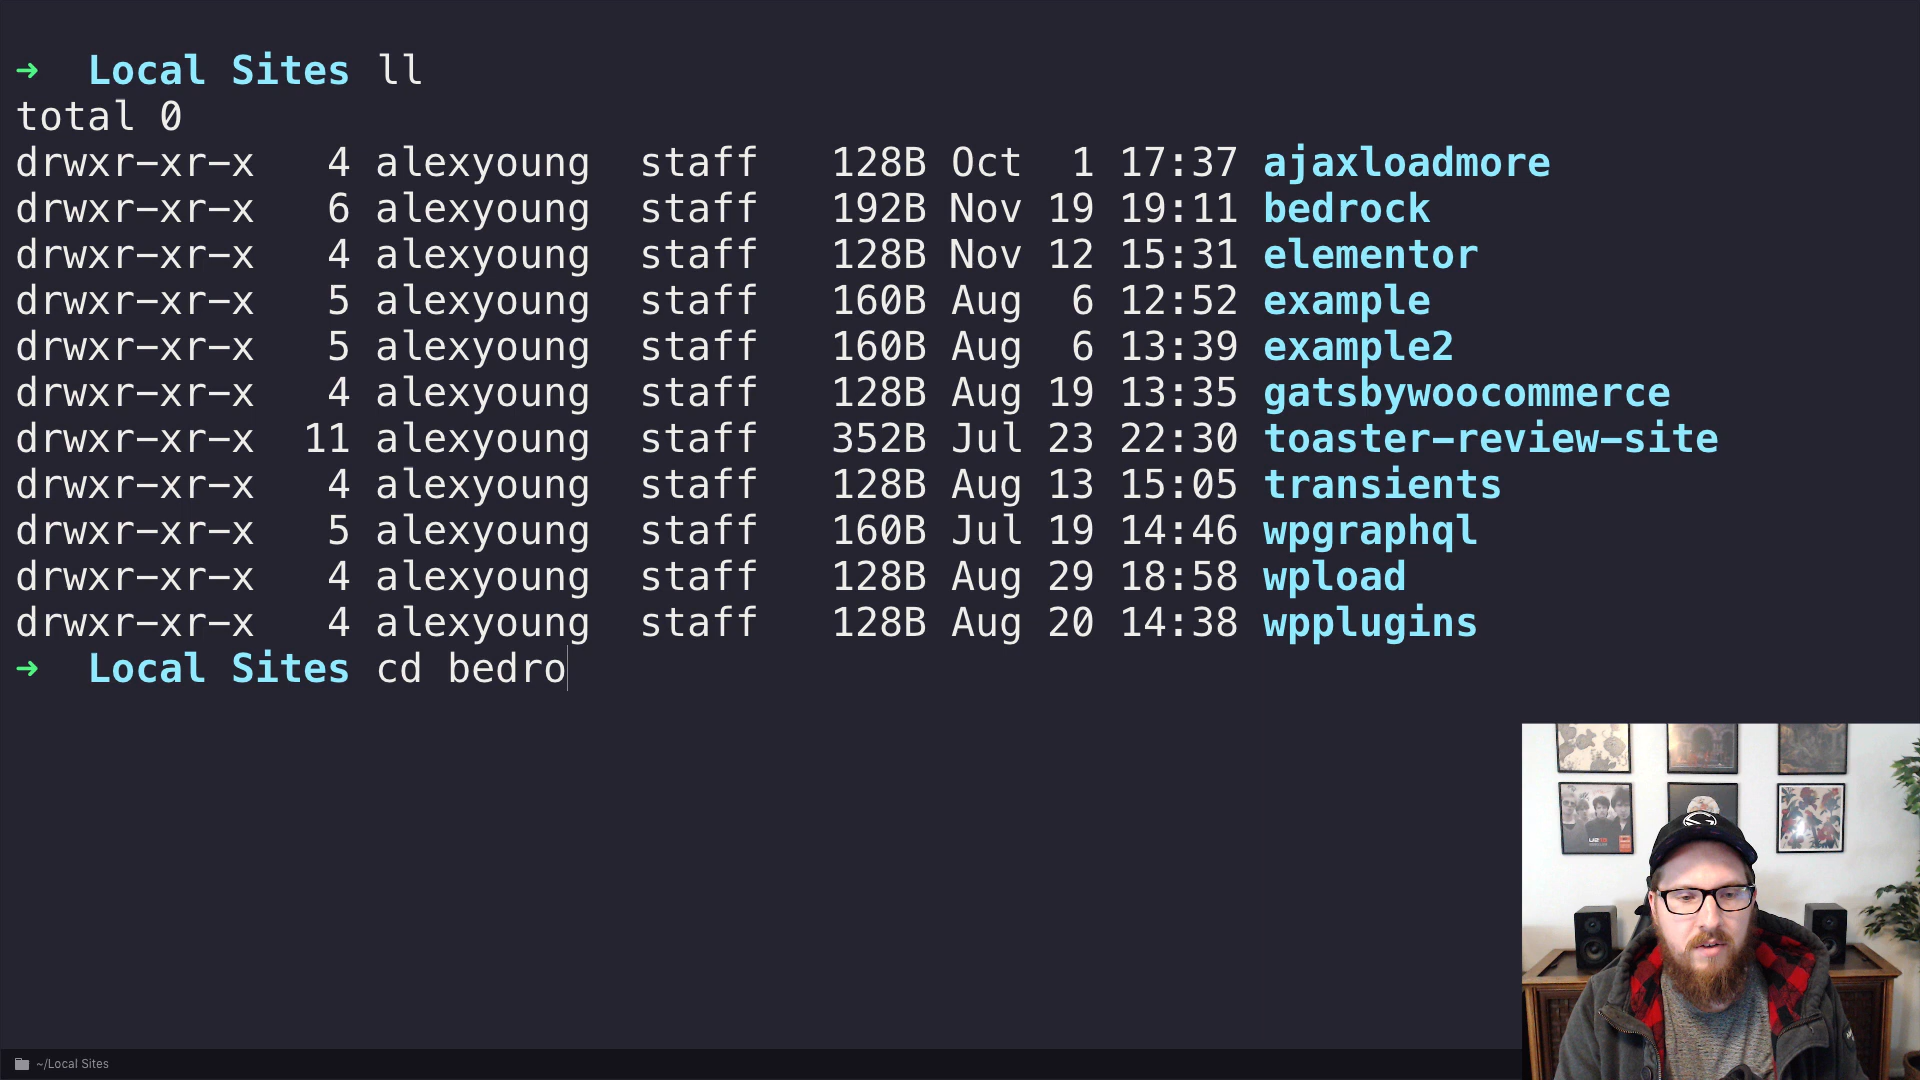 ➜  Local Sites ll
total 0
drwxr-xr-x   4 alexyoung  staff   128B Oct  1 17:37 ajaxloadmore
drwxr-xr-x   6 alexyoung  staff   192B Nov 19 19:11 bedrock
drwxr-xr-x   4 alexyoung  staff   128B Nov 12 15:31 elementor
drwxr-xr-x   5 alexyoung  staff   160B Aug  6 12:52 example
drwxr-xr-x   5 alexyoung  staff   160B Aug  6 13:39 example2
drwxr-xr-x   4 alexyoung  staff   128B Aug 19 13:35 gatsbywoocommerce
drwxr-xr-x  11 alexyoung  staff   352B Jul 23 22:30 toaster-review-site
drwxr-xr-x   4 alexyoung  staff   128B Aug 13 15:05 transients
drwxr-xr-x   5 alexyoung  staff   160B Jul 19 14:46 wpgraphql
drwxr-xr-x   4 alexyoung  staff   128B Aug 29 18:58 wpload
drwxr-xr-x   4 alexyoung  staff   128B Aug 20 14:38 wpplugins
➜  Local Sites cd bedro
U2
~/Local Sites